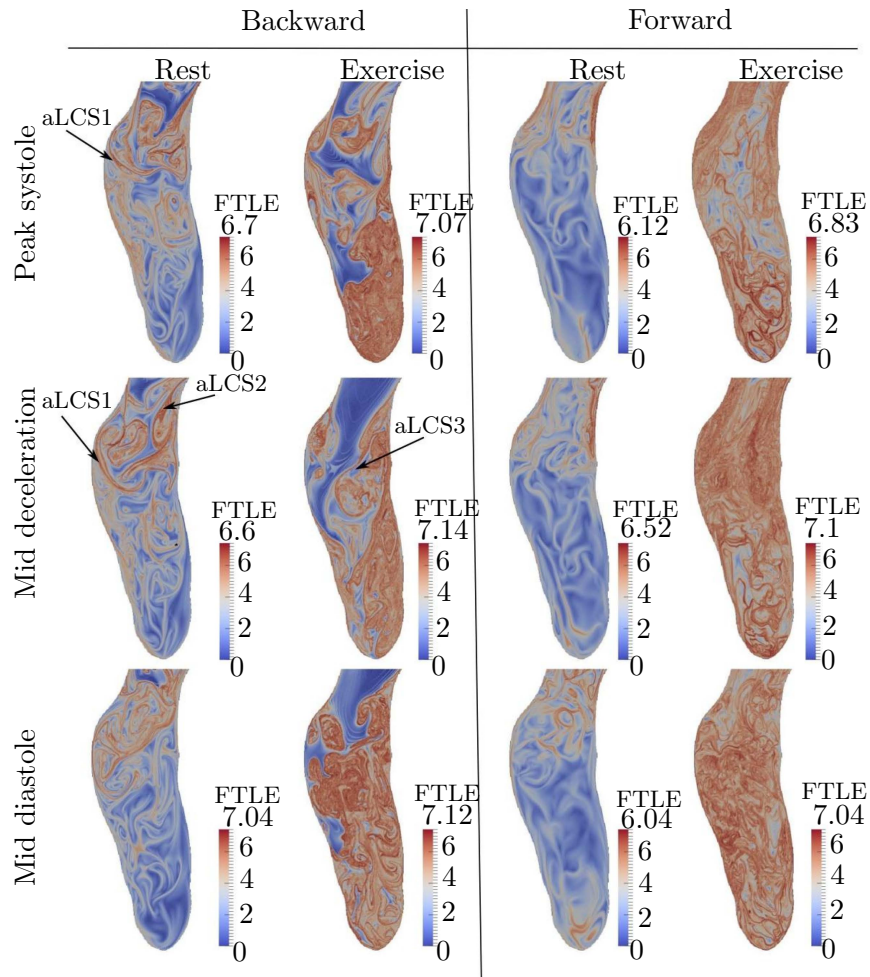 Backward Forward
Rest Exercise Rest Exercise
Peak systole
aLCS1
FTLE
6.7
6
4
2
0
FTLE
7.07
6
4
2
0
FTLE
6.12
6
4
2
0
FTLE
6.83
6
4
2
0
Mid deceleration
aLCS1
aLCS2
aLCS3
FTLE
6.6
6
4
2
0
FTLE
7.14
6
4
2
0
FTLE
6.52
6
4
2
0
FTLE
7.1
6
4
2
0
Mid diastole
FTLE
7.04
6
4
2
0
FTLE
7.12
6
4
2
0
FTLE
6.04
6
4
2
0
FTLE
7.04
6
4
2
0